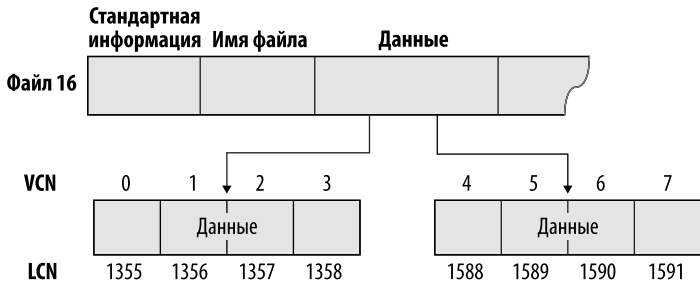 Стандартная
информация Имя файла Данные
Файл 16
VCN 0 1 2 3 4 5 6 7
Данные Данные
LCN 1355 1356 1357 1358 1588 1589 1590 1591